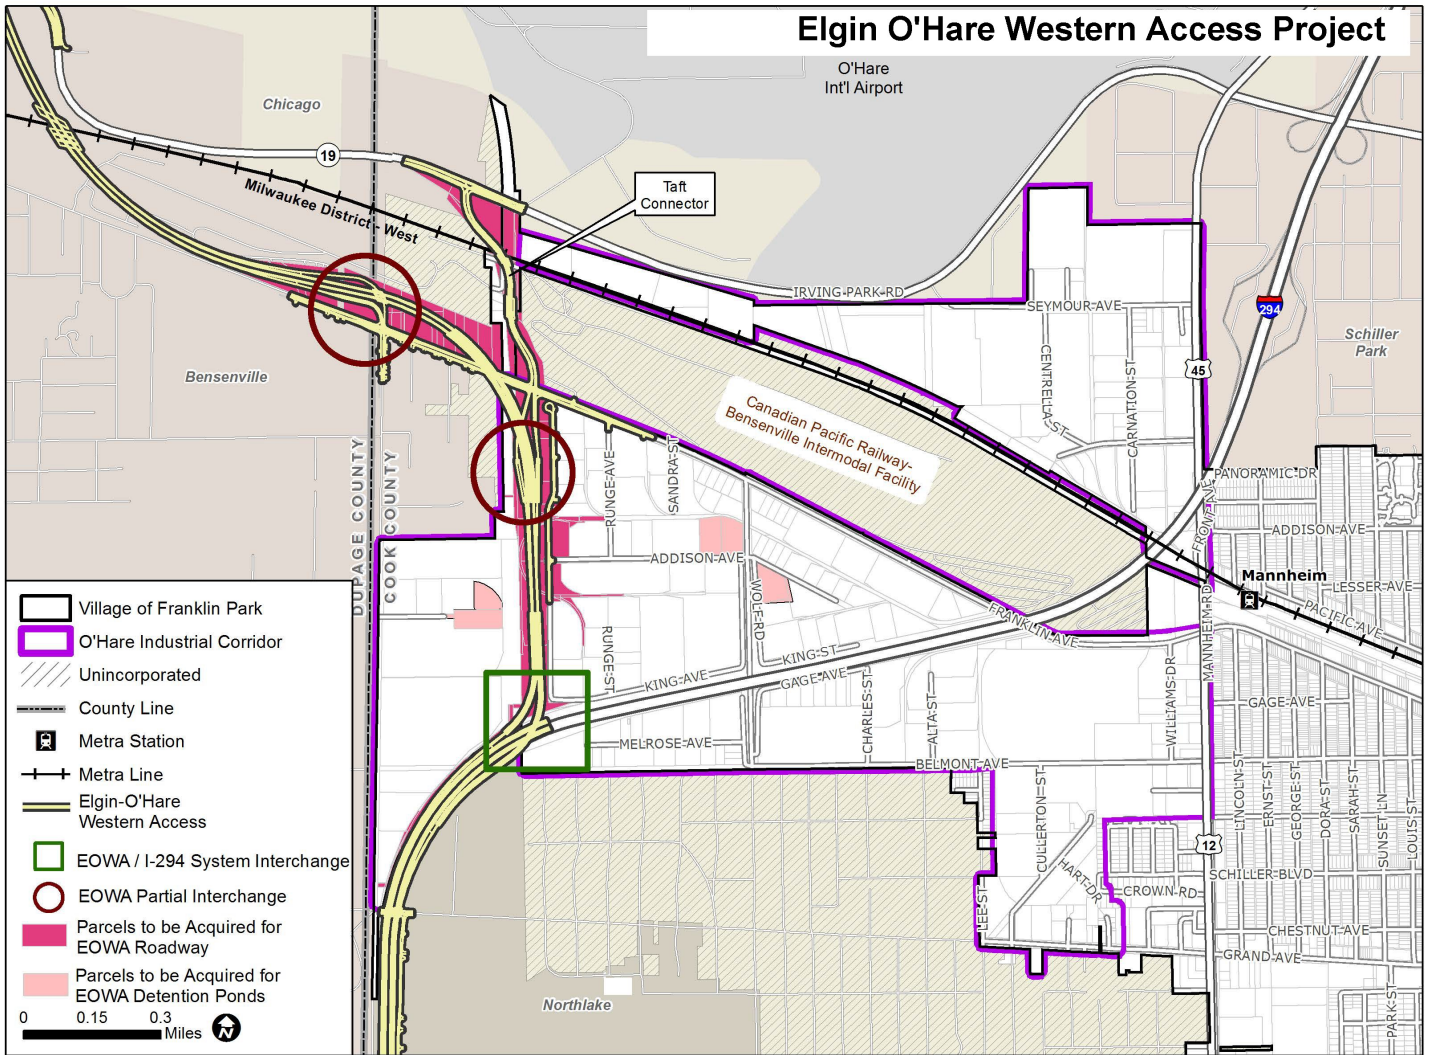 Elgin O'Hare Western Access Project
O'Hare
Int'l Airport
Chicago
19
Milwaukee District - West
Taft
Connector
IRVING PARK RD
SEYMOUR AVE
294
Schiller
Park
45
Bensenville
CENTRELLA ST
CARNATION ST
Canadian Pacific Railway-
Bensenville Intermodal Facility
DUPAGE COUNTY
COOK COUNTY
RUNGE AVE
SANDRA ST
PANORAMIC DR
FRONT AVE
ADDISON AVE
ADDISON AVE
Mannheim
LESSER AVE
PACIFIC AVE
WOLF RD
FRANKLIN AVE
MANNHEIM RD
RUNGE ST
KING ST
KING AVE
GAGE AVE
GAGE AVE
CHARLES ST
ALTA ST
WILLIAMS DR
MELROSE AVE
BELMONT AVE
LINCOLN ST
ERNST ST
GEORGE ST
DORA ST
SARAH ST
SUNSET LN
LOUIS ST
CULLERTON ST
12
HART DR
CROWN RD
SCHILLER BLVD
LEE ST
CHESTNUT AVE
GRAND AVE
PARK ST
Northlake
Village of Franklin Park
O'Hare Industrial Corridor
Unincorporated
County Line
Metra Station
Metra Line
Elgin-O'Hare
Western Access
EOWA / I-294 System Interchange
EOWA Partial Interchange
Parcels to be Acquired for
EOWA Roadway
Parcels to be Acquired for
EOWA Detention Ponds
0 0.15 0.3
Miles
N